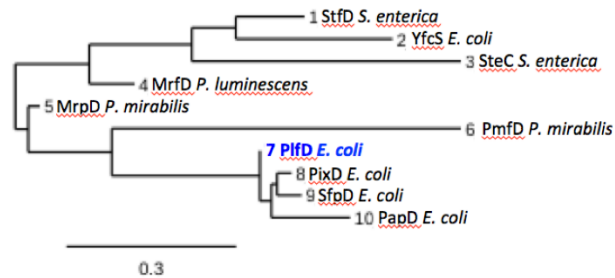 1 StfD S. enterica
2 YfcS E. coli
3 SteC S. enterica
4 MrfD P. luminescens
5 MrpD P. mirabilis
6 PmfD P. mirabilis
7 PlfD E. coli
8 PixD E. coli
9 SfpD E. coli
10 PapD E. coli
0.3